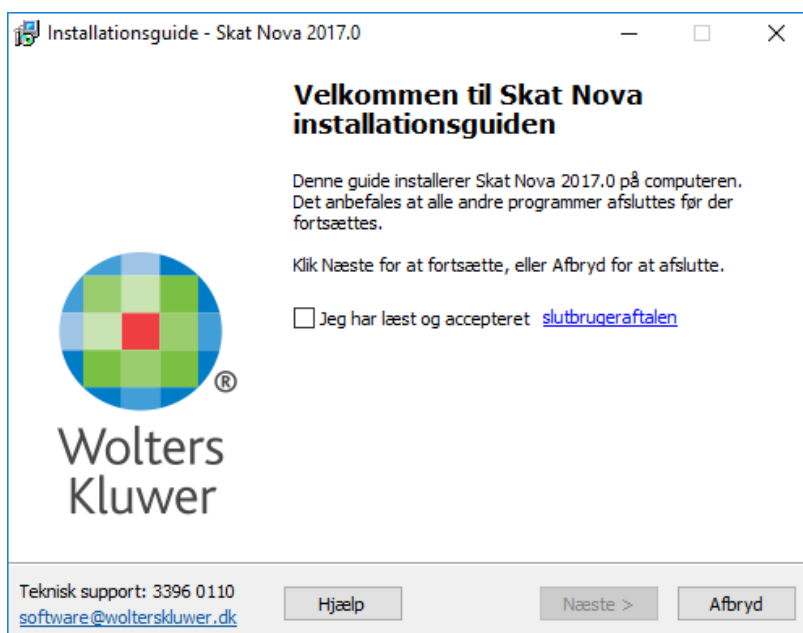 Installationsguide - Skat Nova 2017.0
Velkommen til Skat Nova
installationsguiden
Denne guide installerer Skat Nova 2017.0 på computeren.
Det anbefales at alle andre programmer afsluttes før der
fortsættes.
Klik Næste for at fortsætte, eller Afbryd for at afslutte.
Jeg har læst og accepteret slutbrugeraftalen
®
Wolters
Kluwer
Teknisk support: 3396 0110
software@wolterskluwer.dk
Hjælp
Næste >
Afbryd